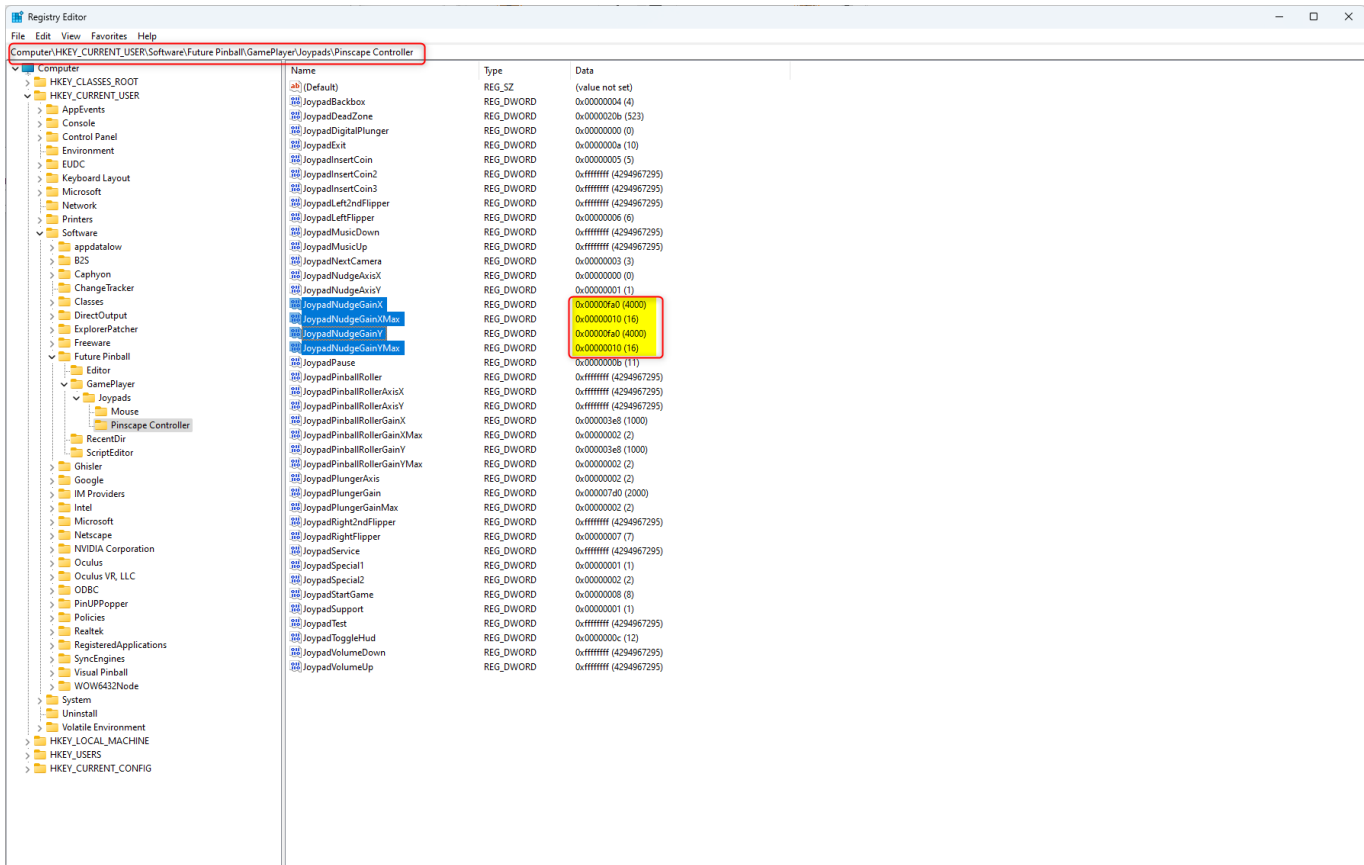 Registry Editor
File Edit View Favorites Help
Computer\HKEY_CURRENT_USER\Software\Future Pinball\GamePlayer\Joypads\Pinscape Controller
Computer
HKEY_CLASSES_ROOT
HKEY_CURRENT_USER
AppEvents
Console
Control Panel
Environment
EUDC
Keyboard Layout
Microsoft
Network
Printers
Software
appdatalow
B2S
Caphyon
ChangeTracker
Classes
DirectOutput
ExplorerPatcher
Freeware
Future Pinball
Editor
GamePlayer
Joypads
Mouse
Pinscape Controller
RecentDir
ScriptEditor
Ghisler
Google
IM Providers
Intel
Microsoft
Netscape
NVIDIA Corporation
Oculus
Oculus VR, LLC
ODBC
PinUPPopper
Policies
Realtek
RegisteredApplications
SyncEngines
Visual Pinball
WOW6432Node
System
Uninstall
Volatile Environment
HKEY_LOCAL_MACHINE
HKEY_USERS
HKEY_CURRENT_CONFIG
Name Type Data
(Default) REG_SZ (value not set)
JoypadBackbox REG_DWORD 0x00000004 (4)
JoypadDeadZone REG_DWORD 0x0000020b (523)
JoypadDigitalPlunger REG_DWORD 0x00000000 (0)
JoypadExit REG_DWORD 0x0000000a (10)
JoypadInsertCoin REG_DWORD 0x00000005 (5)
JoypadInsertCoin2 REG_DWORD 0xffffffff (4294967295)
JoypadInsertCoin3 REG_DWORD 0xffffffff (4294967295)
JoypadLeft2ndFlipper REG_DWORD 0xffffffff (4294967295)
JoypadLeftFlipper REG_DWORD 0x00000006 (6)
JoypadMusicDown REG_DWORD 0xffffffff (4294967295)
JoypadMusicUp REG_DWORD 0xffffffff (4294967295)
JoypadNextCamera REG_DWORD 0x00000003 (3)
JoypadNudgeAxisX REG_DWORD 0x00000000 (0)
JoypadNudgeAxisY REG_DWORD 0x00000001 (1)
JoypadNudgeGainX REG_DWORD 0x00000fa0 (4000)
JoypadNudgeGainXMax REG_DWORD 0x00000010 (16)
JoypadNudgeGainY REG_DWORD 0x00000fa0 (4000)
JoypadNudgeGainYMax REG_DWORD 0x00000010 (16)
JoypadPause REG_DWORD 0x0000000b (11)
JoypadPinballRoller REG_DWORD 0xffffffff (4294967295)
JoypadPinballRollerAxisX REG_DWORD 0xffffffff (4294967295)
JoypadPinballRollerAxisY REG_DWORD 0xffffffff (4294967295)
JoypadPinballRollerGainX REG_DWORD 0x000003e8 (1000)
JoypadPinballRollerGainXMax REG_DWORD 0x00000002 (2)
JoypadPinballRollerGainY REG_DWORD 0x000003e8 (1000)
JoypadPinballRollerGainYMax REG_DWORD 0x00000002 (2)
JoypadPlungerAxis REG_DWORD 0x00000002 (2)
JoypadPlungerGain REG_DWORD 0x000007d0 (2000)
JoypadPlungerGainMax REG_DWORD 0x00000002 (2)
JoypadRight2ndFlipper REG_DWORD 0xffffffff (4294967295)
JoypadRightFlipper REG_DWORD 0x00000007 (7)
JoypadService REG_DWORD 0xffffffff (4294967295)
JoypadSpecial1 REG_DWORD 0x00000001 (1)
JoypadSpecial2 REG_DWORD 0x00000002 (2)
JoypadStartGame REG_DWORD 0x00000008 (8)
JoypadSupport REG_DWORD 0x00000001 (1)
JoypadTest REG_DWORD 0xffffffff (4294967295)
JoypadToggleHud REG_DWORD 0x0000000c (12)
JoypadVolumeDown REG_DWORD 0xffffffff (4294967295)
JoypadVolumeUp REG_DWORD 0xffffffff (4294967295)